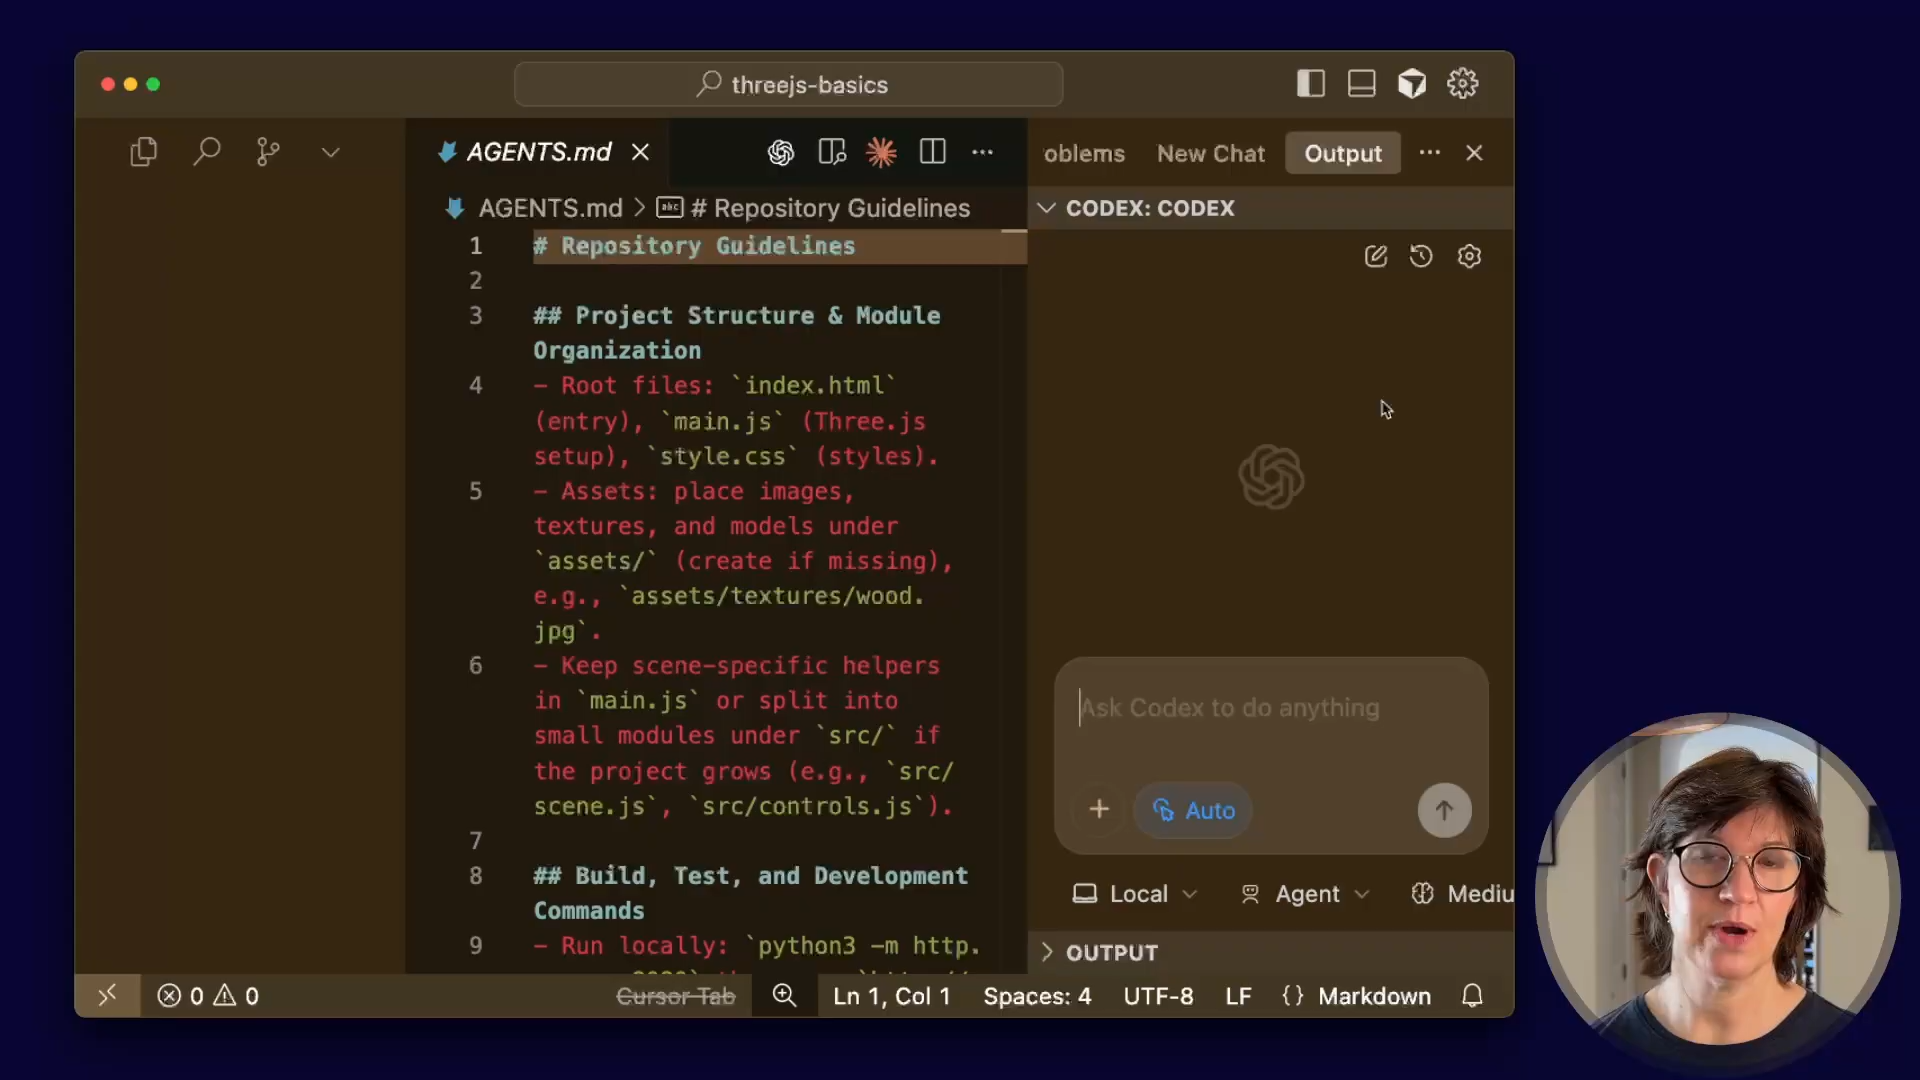 threejs-basics
AGENTS.md
oblems New Chat Output
AGENTS.md > # Repository Guidelines
CODEX: CODEX
1 # Repository Guidelines
2
3 ## Project Structure & Module
Organization
4 - Root files: `index.html`
(entry), `main.js` (Three.js
setup), `style.css` (styles).
5 - Assets: place images,
textures, and models under
`assets/` (create if missing),
e.g., `assets/textures/wood.
jpg`.
6 - Keep scene-specific helpers
in `main.js` or split into
small modules under `src/` if
the project grows (e.g., `src/
scene.js`, `src/controls.js`).
7
8 ## Build, Test, and Development
Commands
9 - Run locally: `python3 -m http.
Ask Codex to do anything
Auto
Local Agent Mediu
OUTPUT
0 0 Cursor Tab Ln 1, Col 1 Spaces: 4 UTF-8 LF {} Markdown